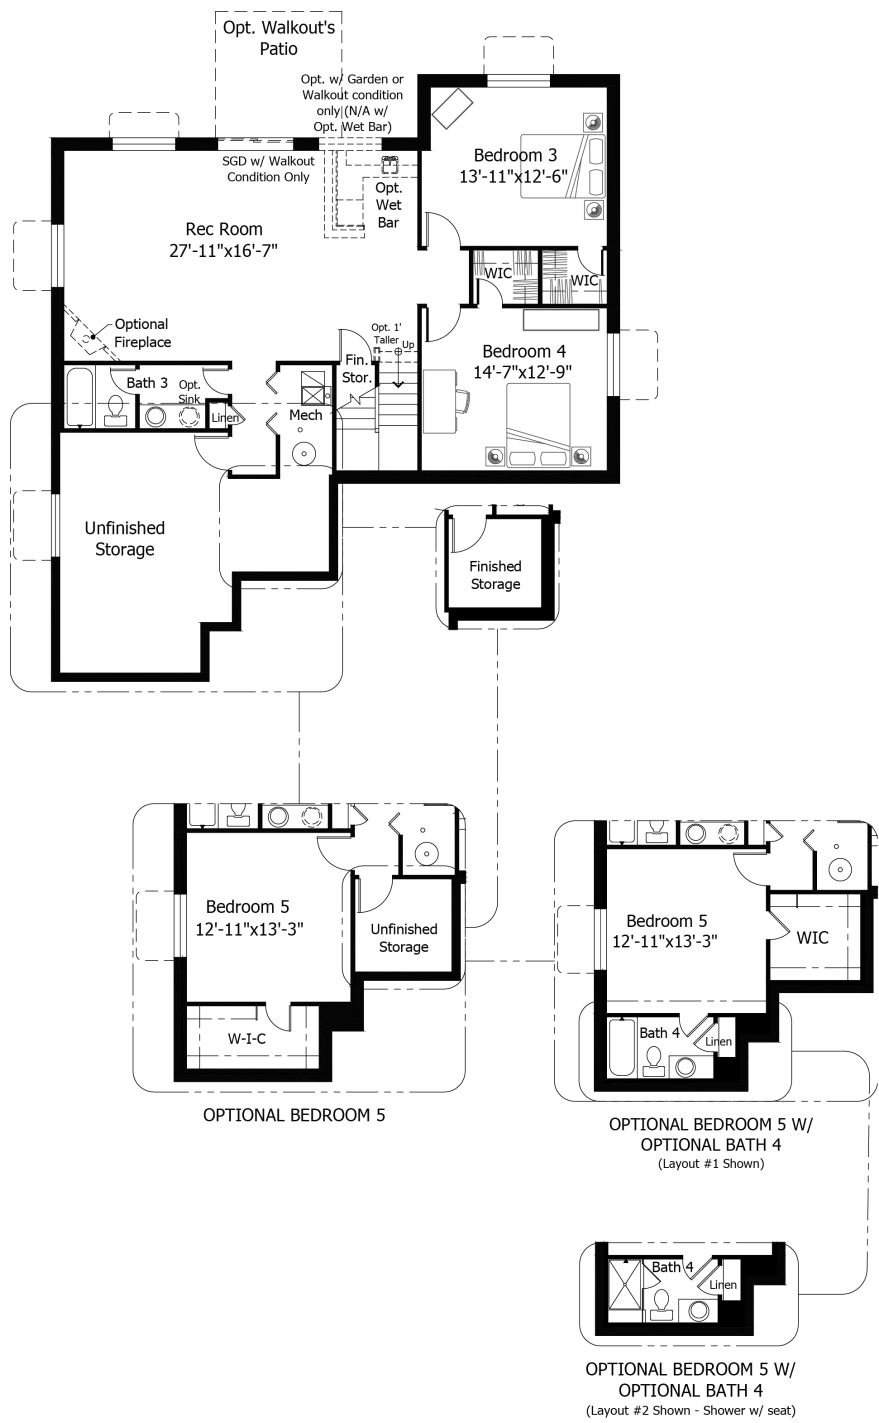 Opt. Walkout's
Patio
Opt. w/ Garden or
Walkout condition
only (N/A w/
Opt. Wet Bar)
SGD w/ Walkout
Condition Only
Opt.
Wet
Bar
Bedroom 3
13'-11"x12'-6"
Rec Room
27'-11"x16'-7"
WIC
WIC
Optional
Fireplace
Opt. 1'
Taller
Up
Fin.
Stor.
Bedroom 4
14'-7"x12'-9"
Bath 3
Opt.
Sink
Linen
Mech
Unfinished
Storage
Finished
Storage
Bedroom 5
12'-11"x13'-3"
Unfinished
Storage
W-I-C
OPTIONAL BEDROOM 5
Bedroom 5
12'-11"x13'-3"
WIC
Bath 4
Linen
OPTIONAL BEDROOM 5 W/
OPTIONAL BATH 4
(Layout #1 Shown)
Bath 4
Linen
OPTIONAL BEDROOM 5 W/
OPTIONAL BATH 4
(Layout #2 Shown - Shower w/ seat)